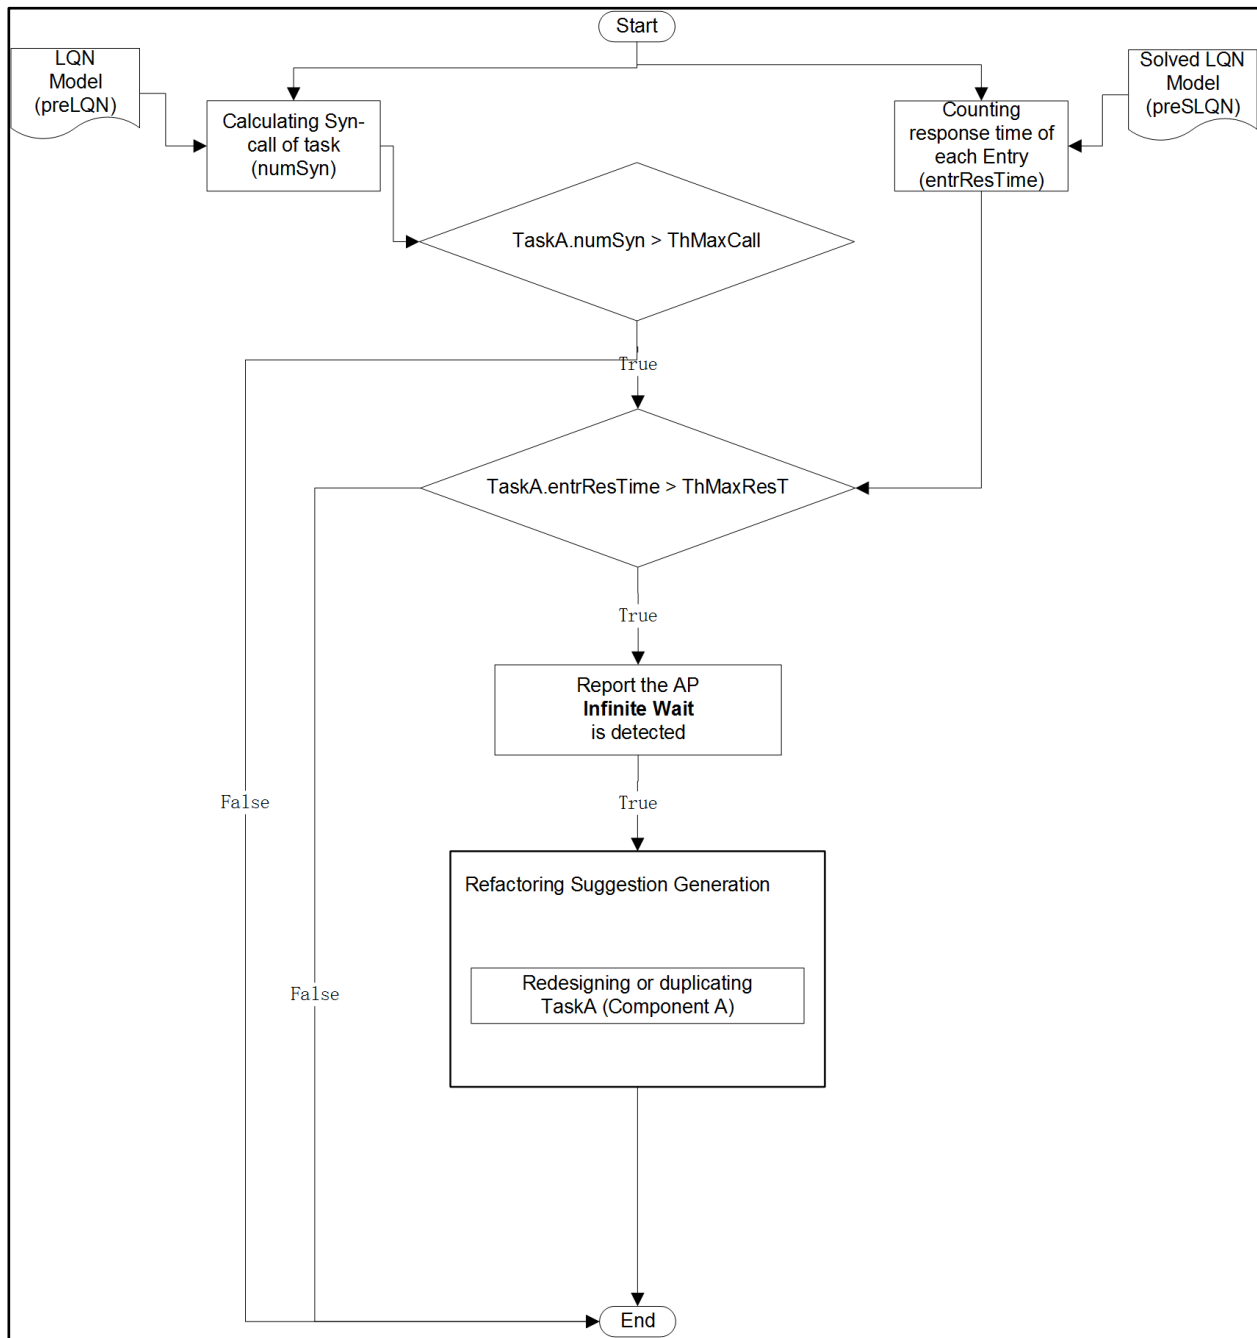 Start
LQN
Model
(preLQN)
Solved LQN
Model
(preSLQN)
Calculating Syn-
call of task
(numSyn)
Counting
response time of
each Entry
(entrResTime)
TaskA.numSyn > ThMaxCall
True
TaskA.entrResTime > ThMaxResT
True
Report the AP
Infinite Wait
is detected
True
False
Refactoring Suggestion Generation
Redesigning or duplicating
TaskA (Component A)
False
End